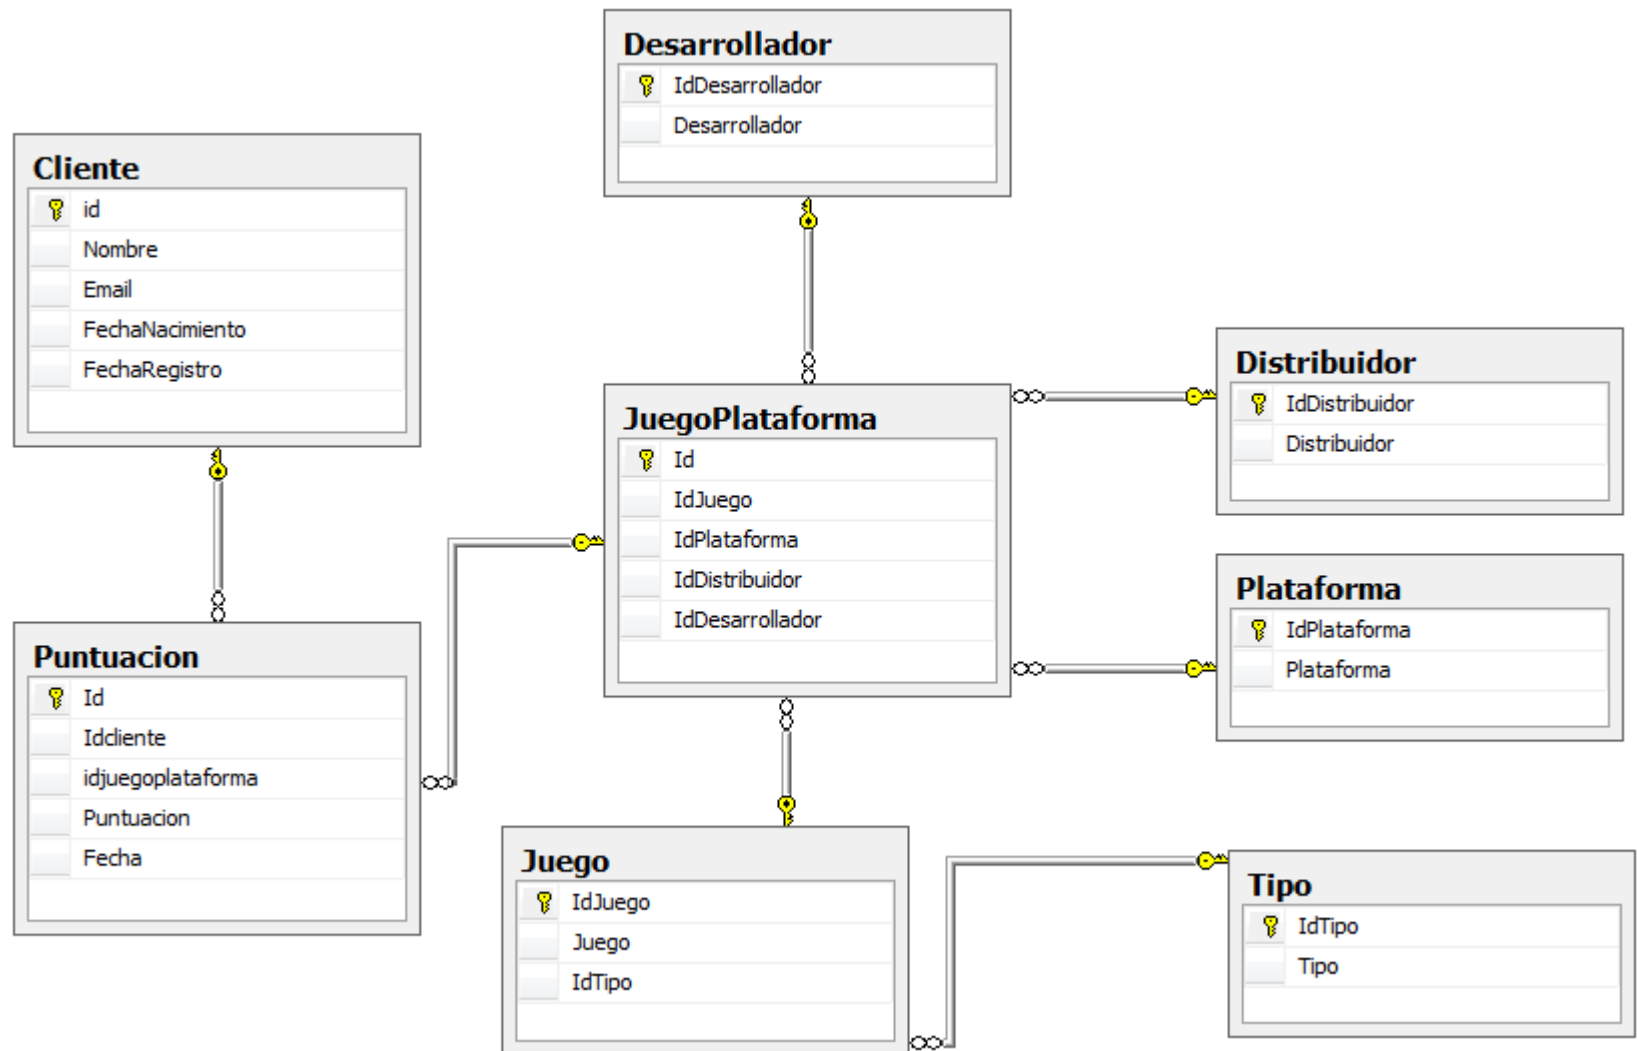 Desarrollador
IdDesarrollador
Desarrollador
Cliente
id
Nombre
Email
FechaNacimiento
FechaRegistro
Distribuidor
IdDistribuidor
Distribuidor
JuegoPlataforma
Id
IdJuego
IdPlataforma
IdDistribuidor
IdDesarrollador
Plataforma
IdPlataforma
Plataforma
Puntuacion
Id
Idcliente
idjuegoplataforma
Puntuacion
Fecha
Juego
IdJuego
Juego
IdTipo
Tipo
IdTipo
Tipo